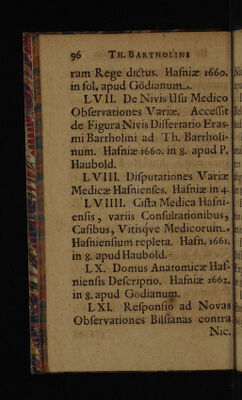 96 TH. BARTHOLINI
ram Rege dictus. Hafniæ 1660.
in fol. apud Gödianum.
LVII. De Nivis Usu Medico
Observationes Variæ. Accessit
de Figura Nivis Dissertatio Eras-
mi Bartholini ad Th. Bartholi-
num. Hafniæ 1660. in 8. apud P.
Haubold.
LVIII. Disputationes Variæ
Medicæ Hafnienses. Hafniæ in 4.
LVIIII. Cista Medica Hafni-
ensis, variis Consultationibus,
Casibus, Vitisqve Medicorum
Hafniensium repleta. Hafn. 1661.
in 8. apud Haubold.
LX. Domus Anatomicæ Haf-
niensis Descriptio. Hafniæ 1662.
in 8. apud Gödianum.
LXI. Responsio ad Novas
Observationes Bilsianas contra
Nic.